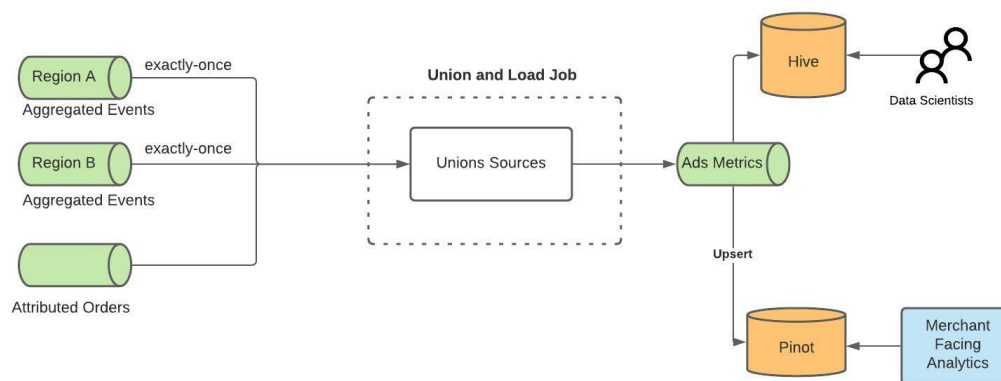 Region A
exactly-once
Aggregated Events
Region B
exactly-once
Aggregated Events
Attributed Orders
Union and Load Job
Unions Sources
Ads Metrics
Hive
Data Scientists
Upsert
Pinot
Merchant
Facing
Analytics